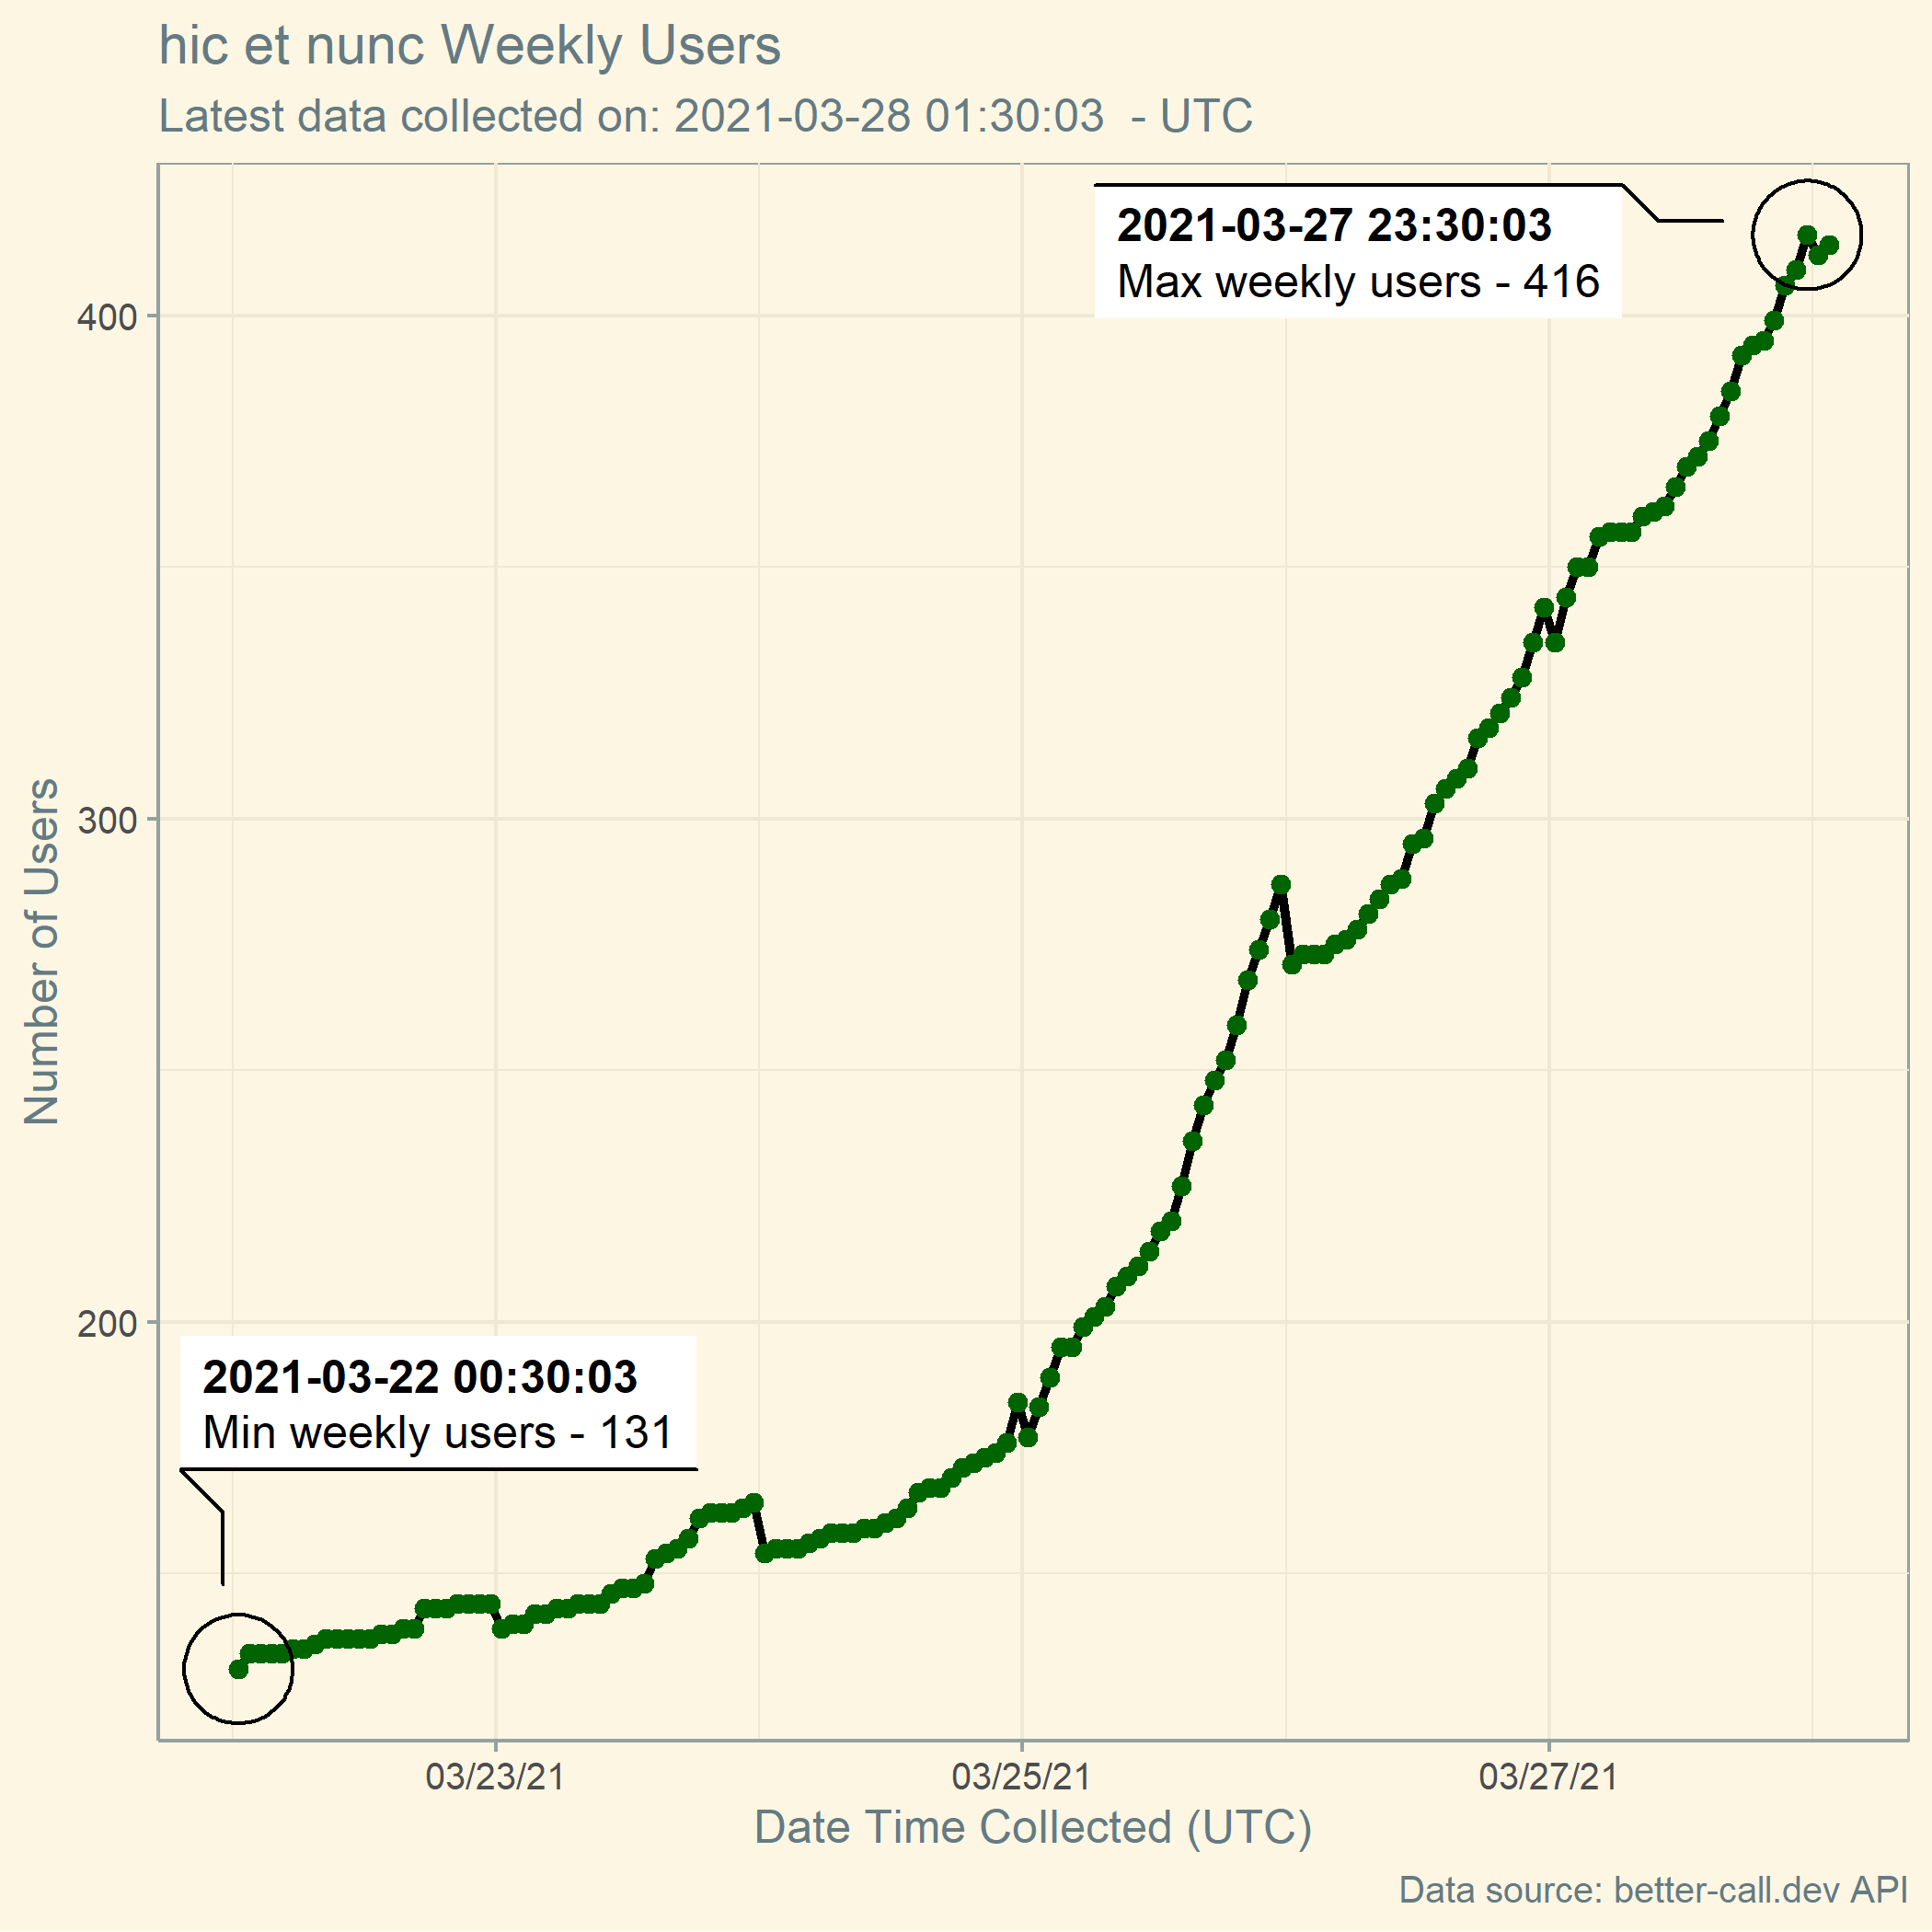 hic et nunc Weekly Users
Latest data collected on: 2021-03-28 01:30:03  - UTC
2021-03-27 23:30:03
Max weekly users - 416
400
300
200
Number of Users
2021-03-22 00:30:03
Min weekly users - 131
03/23/21
03/25/21
03/27/21
Date Time Collected (UTC)
Data source: better-call.dev API